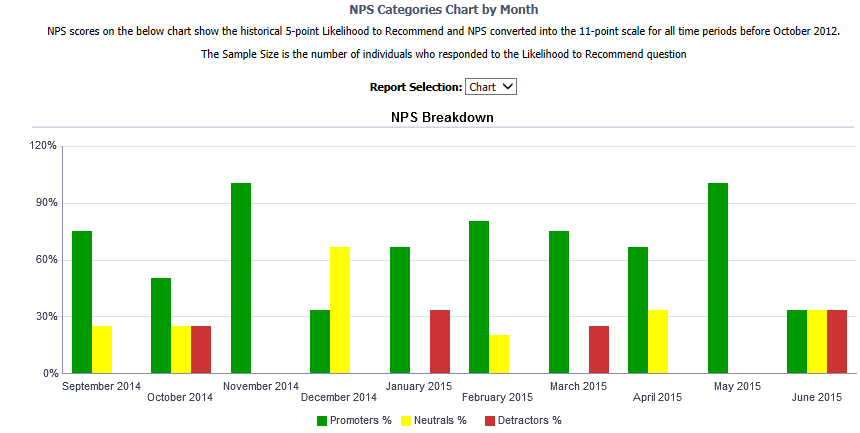 NPS Categories Chart by Month
NPS scores on the below chart show the historical 5-point Likelihood to Recommend and NPS converted into the 11-point scale for all time periods before October 2012.
The Sample Size is the number of individuals who responded to the Likelihood to Recommend question
Report Selection: Chart
NPS Breakdown
120%
90%
60%
30%
0%
September 2014
October 2014
November 2014
December 2014
January 2015
February 2015
March 2015
April 2015
May 2015
June 2015
Promoters % Neutrals % Detractors %